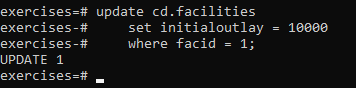 exercises=# update cd.facilities
exercises-#     set initialoutlay = 10000
exercises-#     where facid = 1;
UPDATE 1
exercises=#